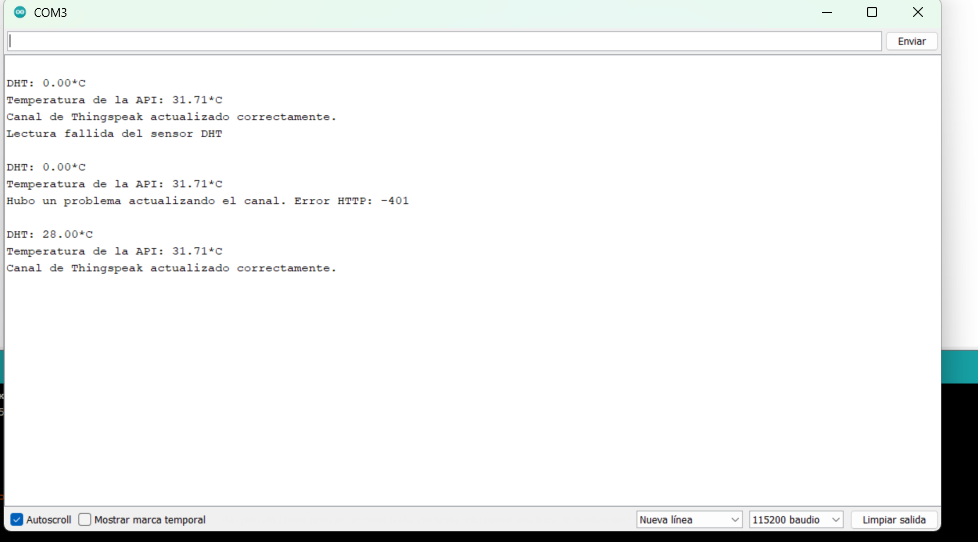 COM3
Enviar
DHT: 0.00*C
Temperatura de la API: 31.71*C
Canal de Thingspeak actualizado correctamente.
Lectura fallida del sensor DHT
DHT: 0.00*C
Temperatura de la API: 31.71*C
Hubo un problema actualizando el canal. Error HTTP: -401
DHT: 28.00*C
Temperatura de la API: 31.71*C
Canal de Thingspeak actualizado correctamente.
Autoscroll Mostrar marca temporal Nueva línea 115200 baudio Limpiar salida